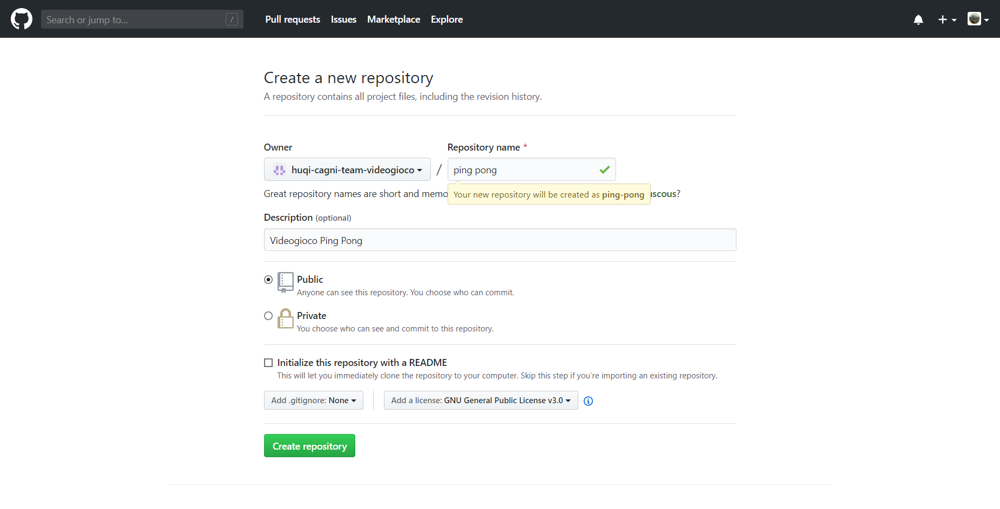 Search or jump to... /
Pull requests Issues Marketplace Explore
Create a new repository
A repository contains all project files, including the revision history.
Owner Repository name *
huqi-cagni-team-videogioco / ping pong
Great repository names are short and memo uscous?
Your new repository will be created as ping-pong
Description (optional)
Videogioco Ping Pong
Public
Anyone can see this repository. You choose who can commit.
Private
You choose who can see and commit to this repository.
Initialize this repository with a README
This will let you immediately clone the repository to your computer. Skip this step if you’re importing an existing repository.
Add .gitignore: None Add a license: GNU General Public License v3.0
Create repository